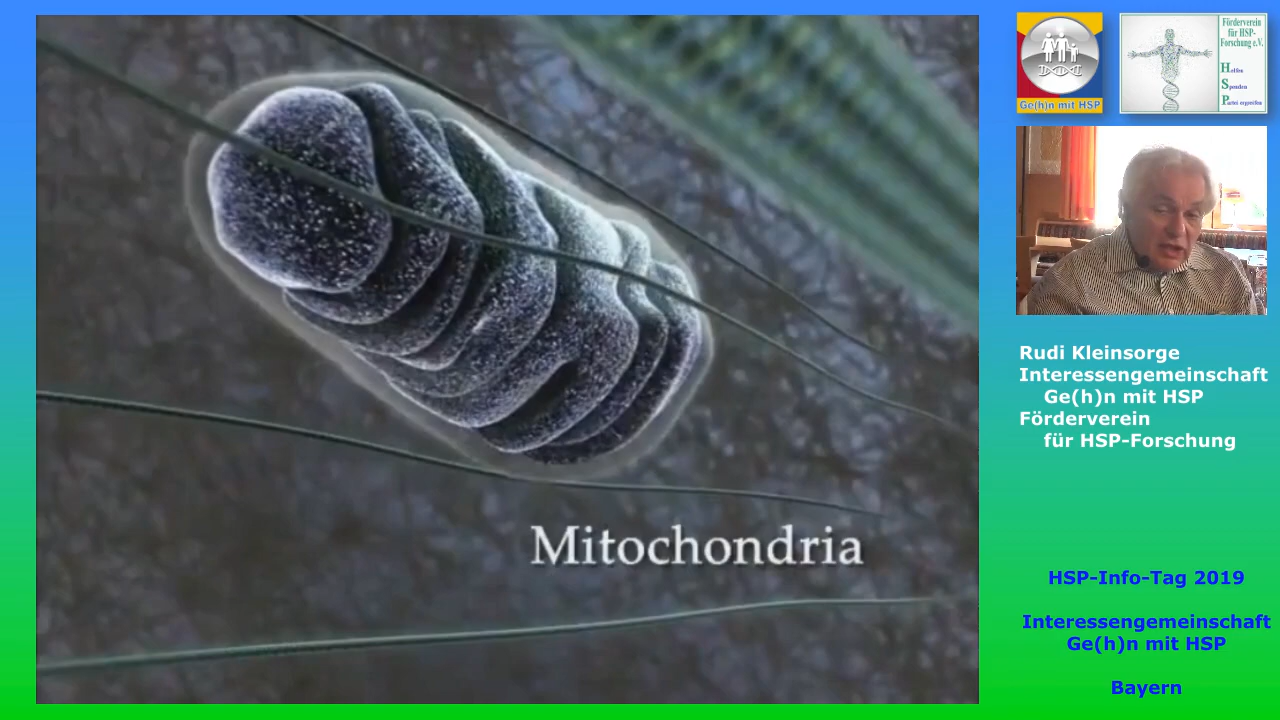 Mitochondria
Ge(h)n mit HSP
Förderverein
für HSP-
Forschung e.V.
Helfen
Spenden
Partei ergreifen
Rudi Kleinsorge
Interessengemeinschaft
Ge(h)n mit HSP
Förderverein
für HSP-Forschung
HSP-Info-Tag 2019
Interessengemeinschaft
Ge(h)n mit HSP
Bayern